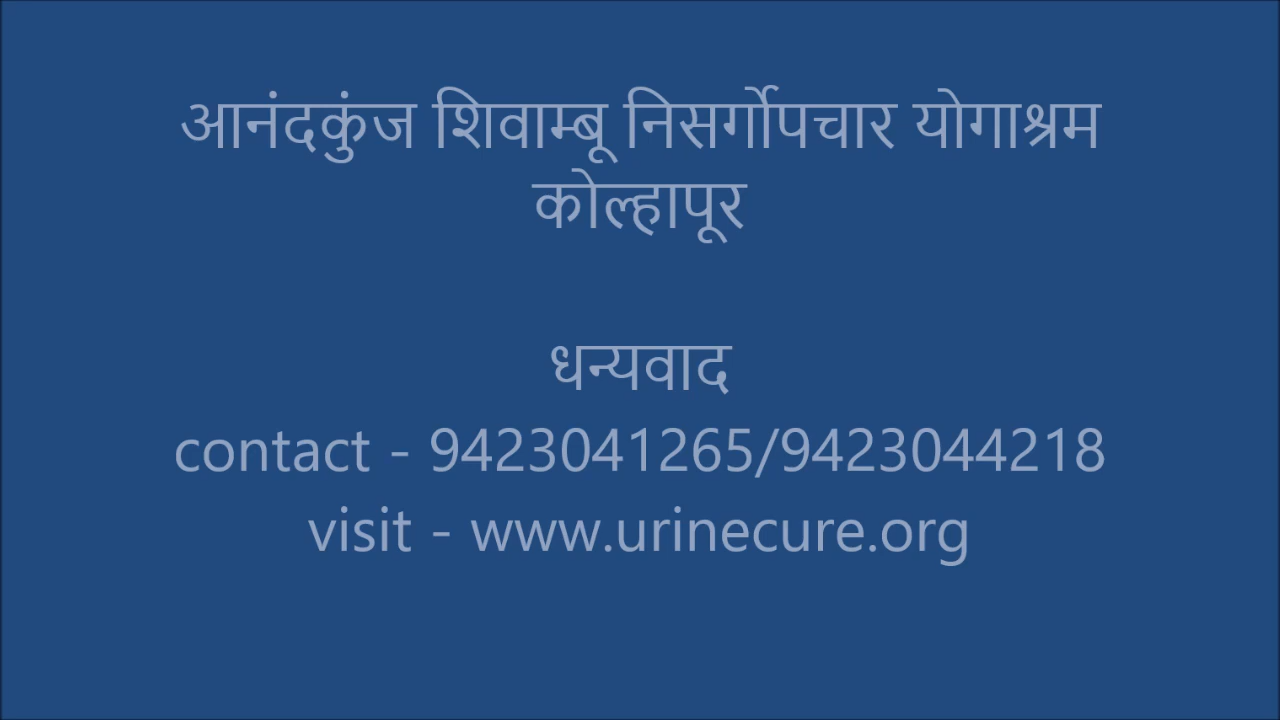 आनंदकुंज शिवाम्बू निसर्गोपचार योगाश्रम
कोल्हापूर
धन्यवाद
contact - 9423041265/9423044218
visit - www.urinecure.org